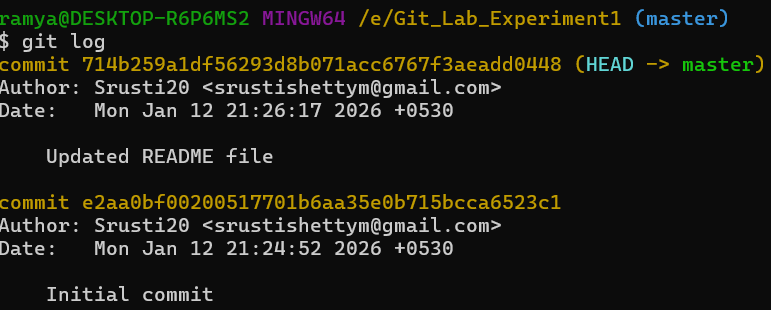 ramya@DESKTOP-R6P6MS2 MINGW64 /e/Git_Lab_Experiment1 (master)
$ git log
commit 714b259a1df56293d8b071acc6767f3aeadd0448 (HEAD -> master)
Author: Srusti20 <srustishettym@gmail.com>
Date:   Mon Jan 12 21:26:17 2026 +0530
    Updated README file
commit e2aa0bf00200517701b6aa35e0b715bcca6523c1
Author: Srusti20 <srustishettym@gmail.com>
Date:   Mon Jan 12 21:24:52 2026 +0530
    Initial commit